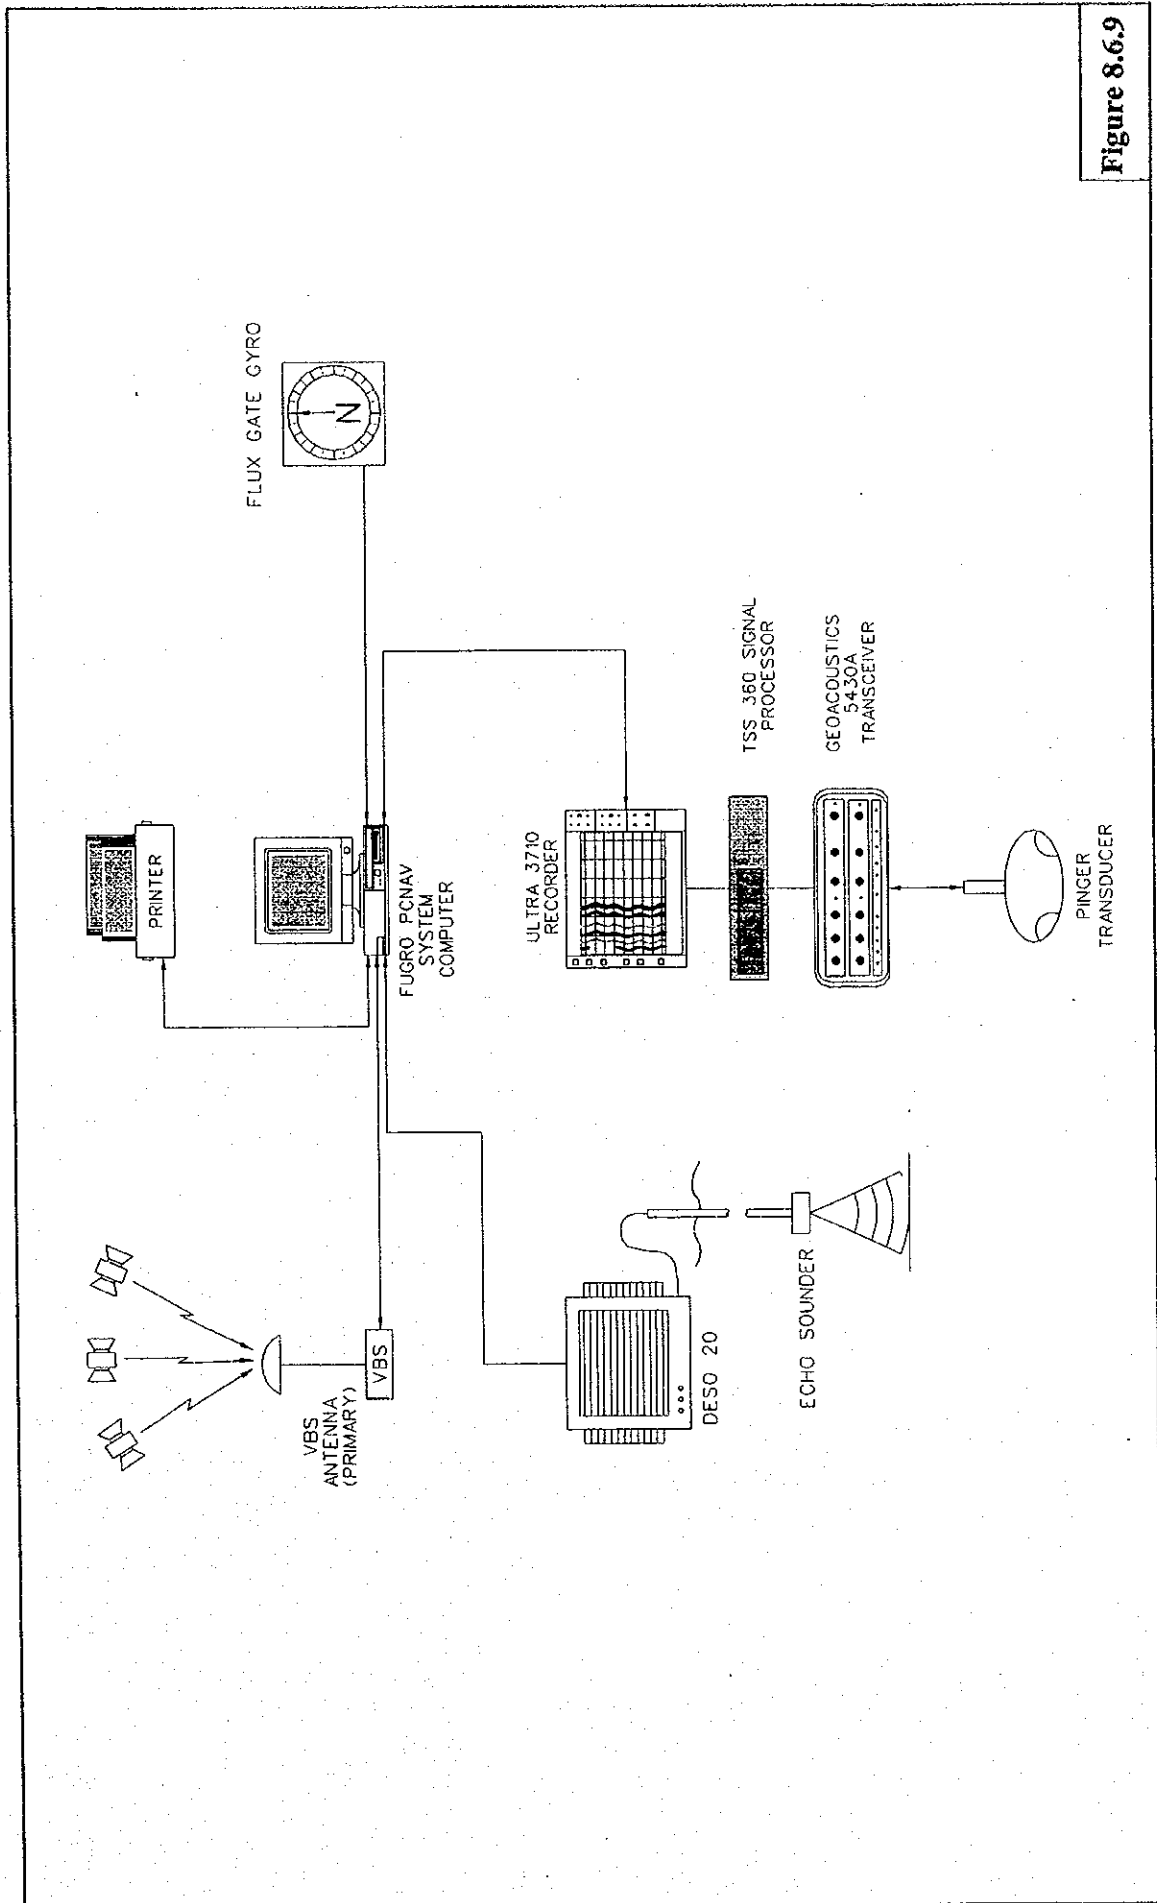 PRINTER
FLUX GATE GYRO
N
FUGRO PCNAV
SYSTEM
COMPUTER
VBS
ANTENNA
(PRIMARY)
VBS
ULTRA 3710
RECORDER
TSS 360 SIGNAL
PROCESSOR
GEOACOUSTICS
5430A
TRANSCEIVER
DESO 20
ECHO SOUNDER
PINGER
TRANSDUCER
Figure 8.6.9